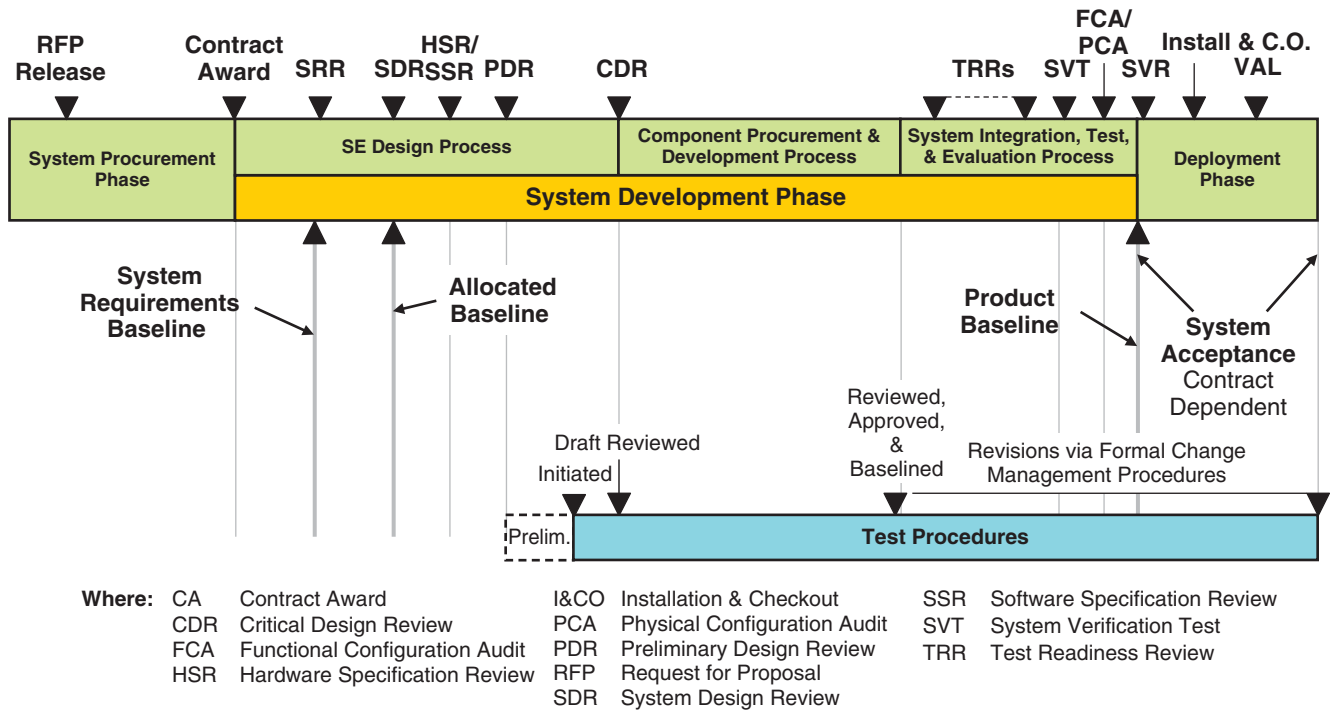 RFP
Release
Contract
Award
SRR
SDR
HSR/
SSR
PDR
CDR
TRRs
SVT
FCA/
PCA
SVR
Install & C.O.
VAL
System Procurement
Phase
SE Design Process
Component Procurement &
Development Process
System Integration, Test,
& Evaluation Process
Deployment
Phase
System Development Phase
System
Requirements
Baseline
Allocated
Baseline
Product
Baseline
System
Acceptance
Contract
Dependent
Reviewed,
Approved,
&
Baselined
Draft Reviewed
Initiated
Revisions via Formal Change
Management Procedures
Prelim.
Test Procedures
Where:
CA Contract Award
CDR Critical Design Review
FCA Functional Configuration Audit
HSR Hardware Specification Review
I&CO Installation & Checkout
PCA Physical Configuration Audit
PDR Preliminary Design Review
RFP Request for Proposal
SDR System Design Review
SSR Software Specification Review
SVT System Verification Test
TRR Test Readiness Review